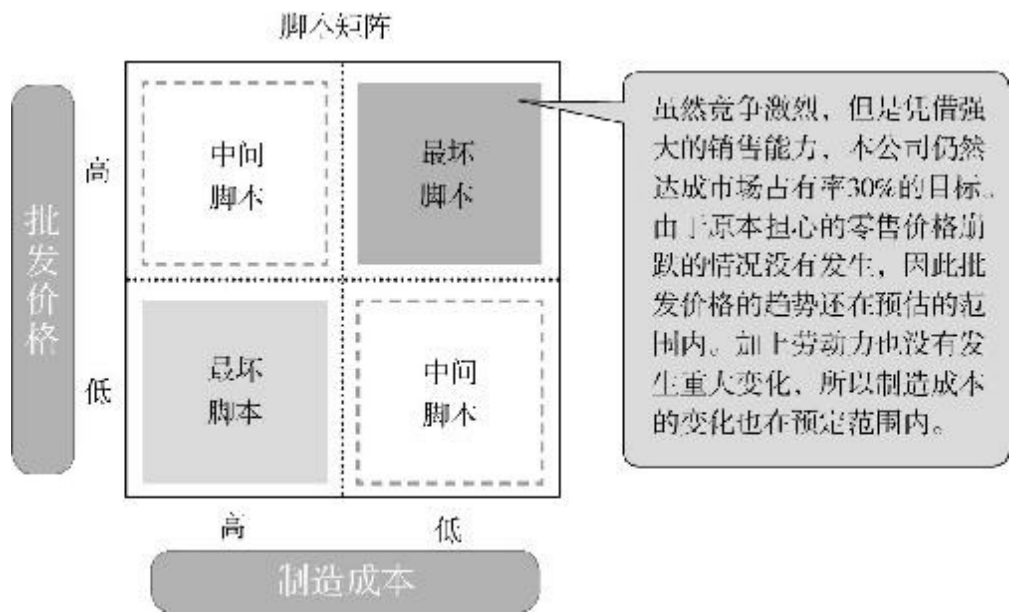 脚本矩阵
批发价格
高
低
中间
脚本
最坏
脚本
最坏
脚本
中间
脚本
高
低
制造成本
虽然竞争激烈，但是凭借强
大的销售能力，本公司仍然
达成市场占有率30%的目标。
由于原本担心的零售价格崩
跌的情况没有发生，因此批
发价格的趋势还在预估的范
围内。加上劳动力也没有发
生重大变化，所以制造成本
的变化也在预定范围内。